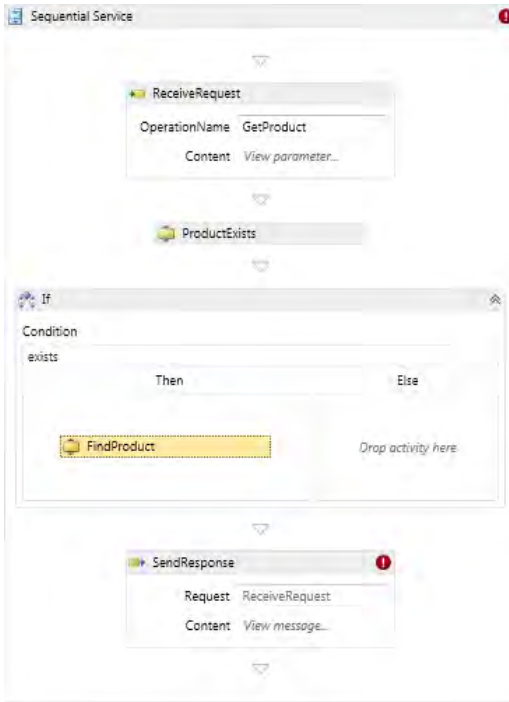 Sequential Service
ReceiveRequest
OperationName GetProduct
Content View parameter...
ProductExists
If
Condition
exists
Then Else
FindProduct Drop activity here
SendResponse
Request ReceiveRequest
Content View message...